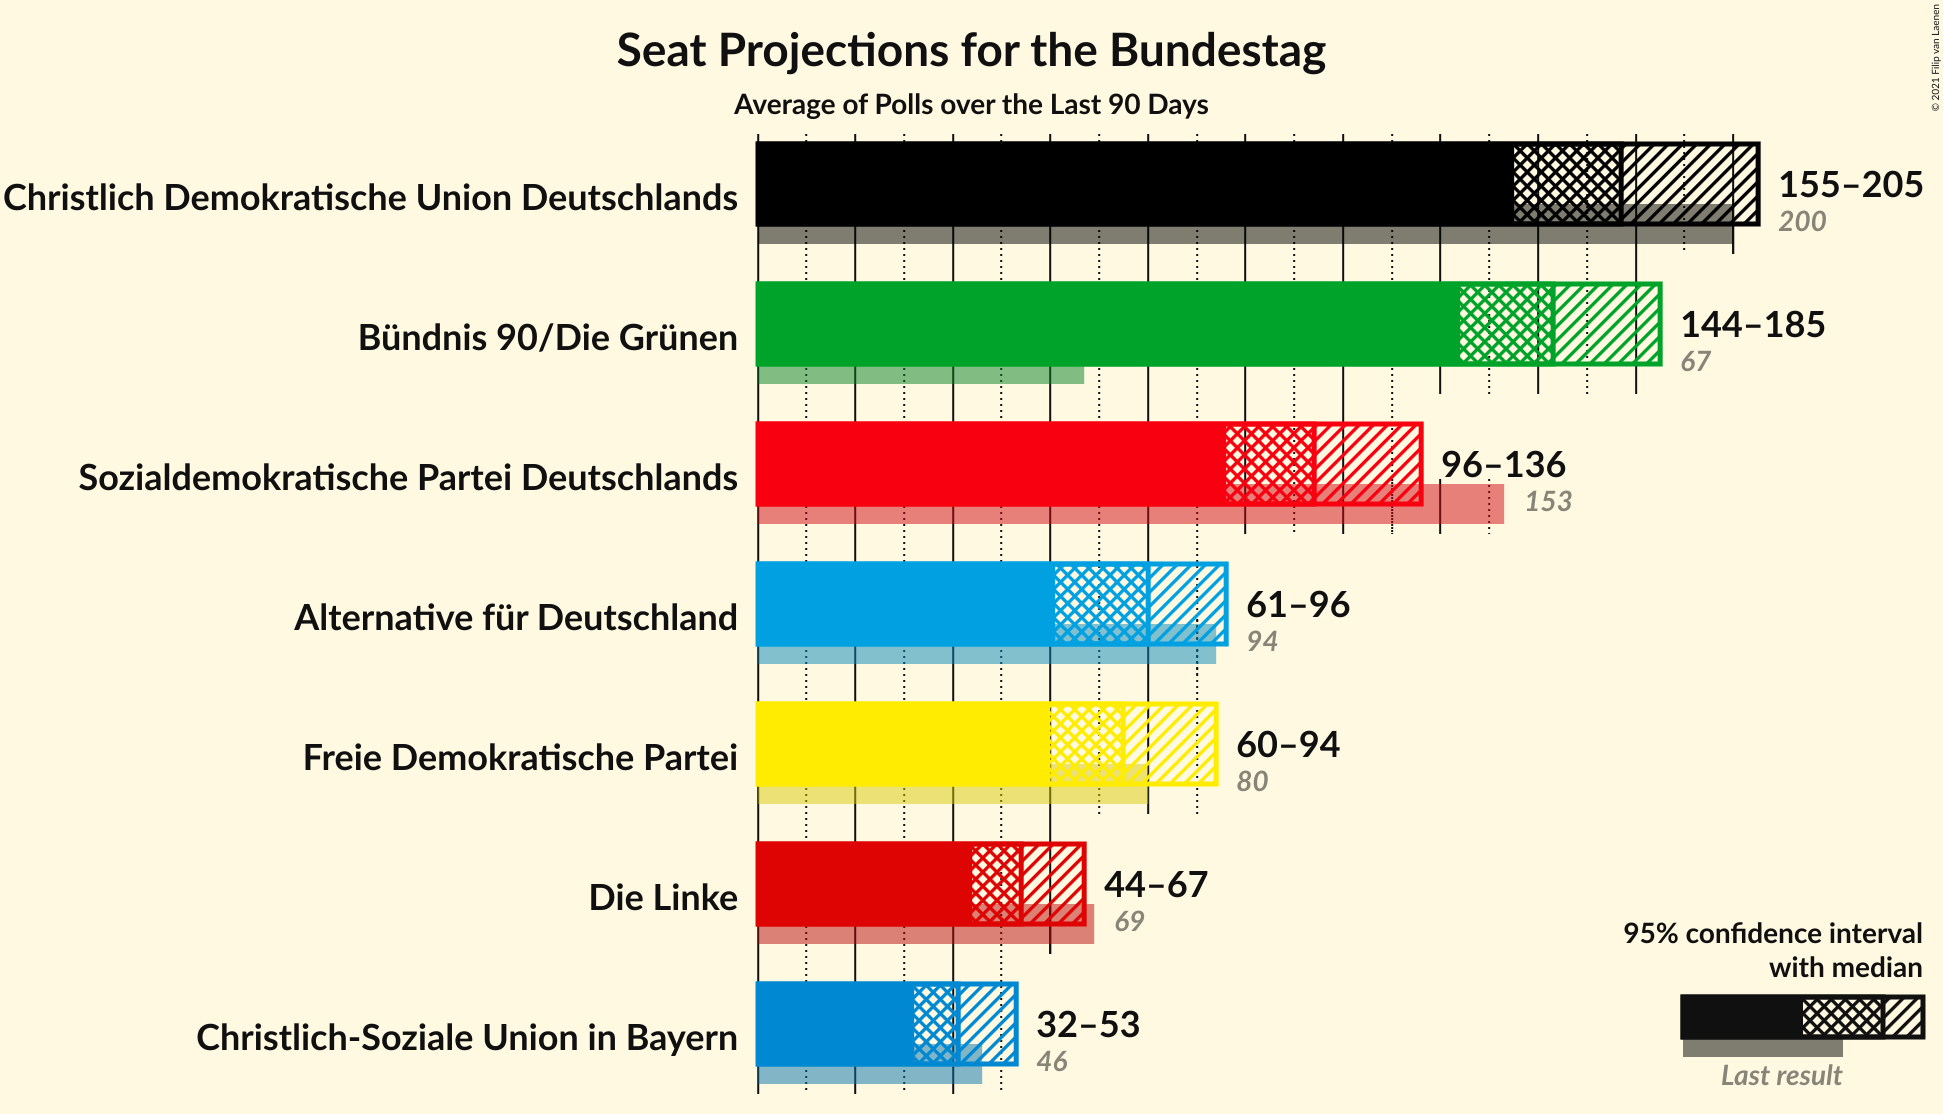 Seat Projections for the Bundestag
Average of Polls over the Last 90 Days
© 2021 Filip van Laenen
Christlich Demokratische Union Deutschlands
155–205
200
Bündnis 90/Die Grünen
144–185
67
Sozialdemokratische Partei Deutschlands
96–136
153
Alternative für Deutschland
61–96
94
Freie Demokratische Partei
60–94
80
Die Linke
44–67
69
Christlich-Soziale Union in Bayern
32–53
46
95% confidence interval
with median
Last result